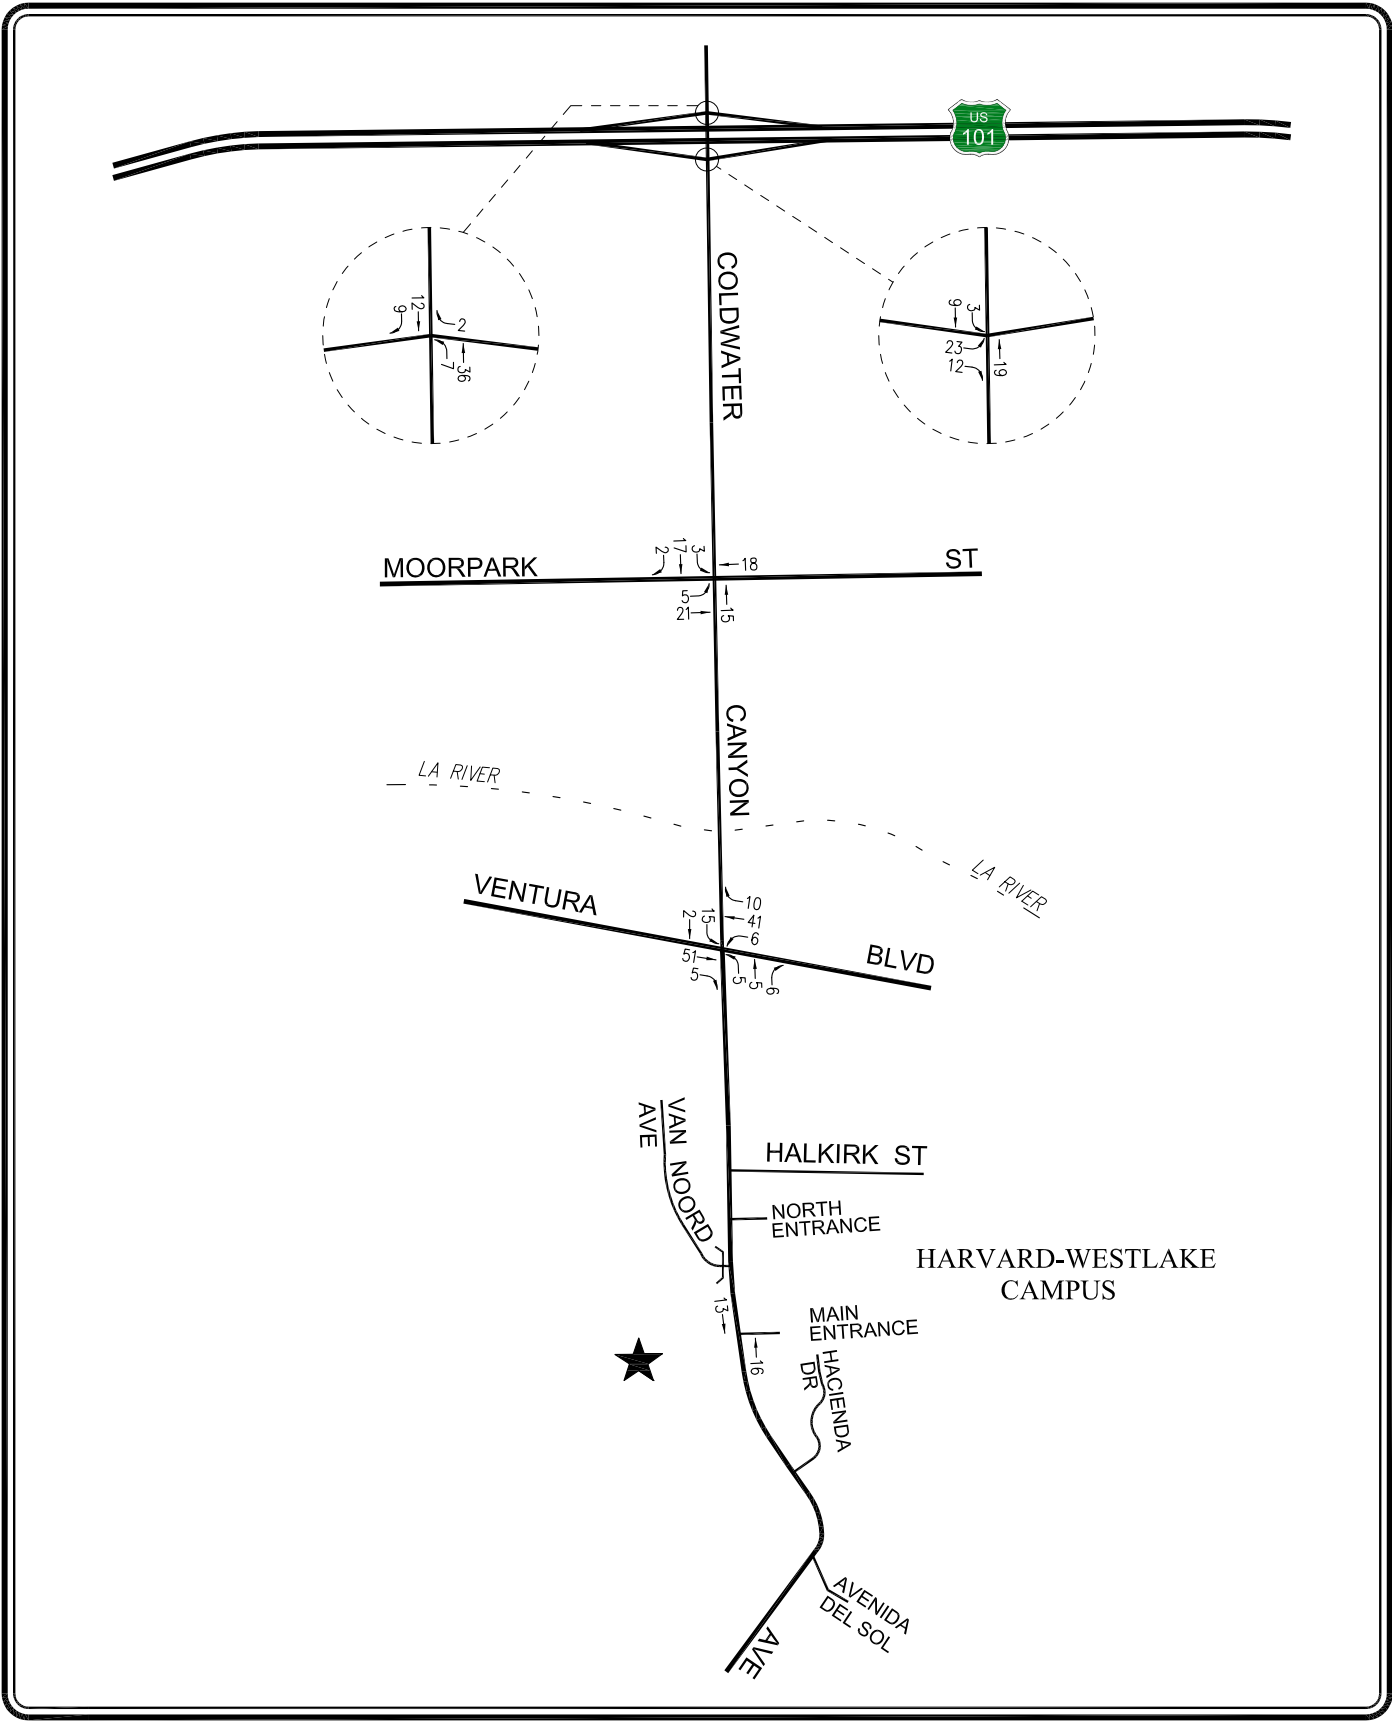 US
101
COLDWATER
9
12
2
7
36
9
3
23
12
19
MOORPARK
ST
2
17
3
18
5
21
15
CANYON
LA RIVER
LA RIVER
VENTURA
BLVD
10
41
6
2
15
51
5
5
5
6
VAN NOORD
AVE
HALKIRK ST
NORTH
ENTRANCE
HARVARD-WESTLAKE
CAMPUS
13
MAIN
ENTRANCE
16
HACIENDA
DR
AVENIDA
DEL SOL
AVE